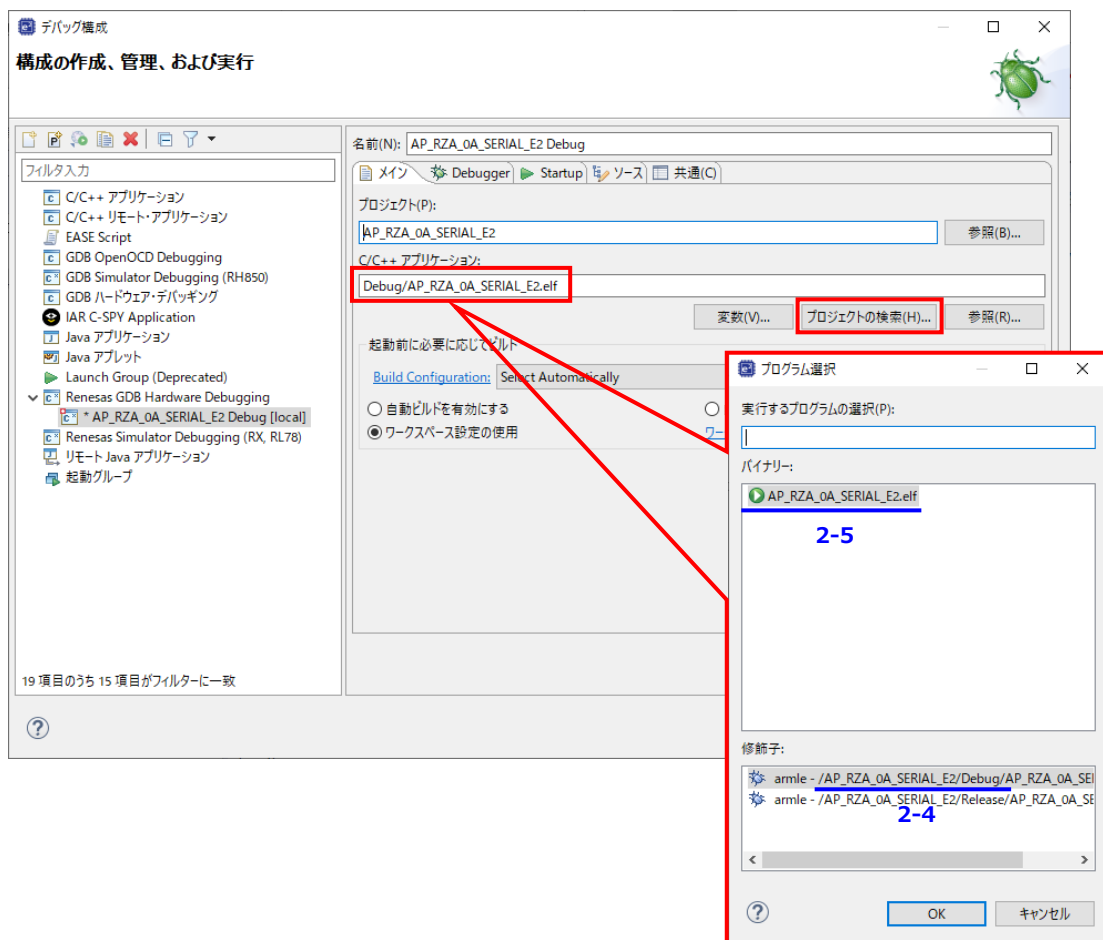 デバッグ構成
構成の作成、管理、および実行
フィルタ入力
C/C++ アプリケーション
C/C++ リモート・アプリケーション
EASE Script
GDB OpenOCD Debugging
GDB Simulator Debugging (RH850)
GDB ハードウェア・デバッギング
IAR C-SPY Application
Java アプリケーション
Java アプレット
Launch Group (Deprecated)
Renesas GDB Hardware Debugging
* AP_RZA_0A_SERIAL_E2 Debug [local]
Renesas Simulator Debugging (RX, RL78)
リモート Java アプリケーション
起動グループ
19 項目のうち 15 項目がフィルターに一致
名前(N): AP_RZA_0A_SERIAL_E2 Debug
メイン Debugger Startup ソース 共通(C)
プロジェクト(P):
AP_RZA_0A_SERIAL_E2 参照(B)...
C/C++ アプリケーション:
Debug/AP_RZA_0A_SERIAL_E2.elf
変数(V)... プロジェクトの検索(H)... 参照(R)...
起動前に必要に応じてビルド
Build Configuration: Select Automatically
自動ビルドを有効にする
ワークスペース設定の使用 ワー
プログラム選択
実行するプログラムの選択(P):
バイナリー:
AP_RZA_0A_SERIAL_E2.elf
2-5
修飾子:
armle - /AP_RZA_0A_SERIAL_E2/Debug/AP_RZA_0A_SEI
armle - /AP_RZA_0A_SERIAL_E2/Release/AP_RZA_0A_SE
2-4
OK キャンセル